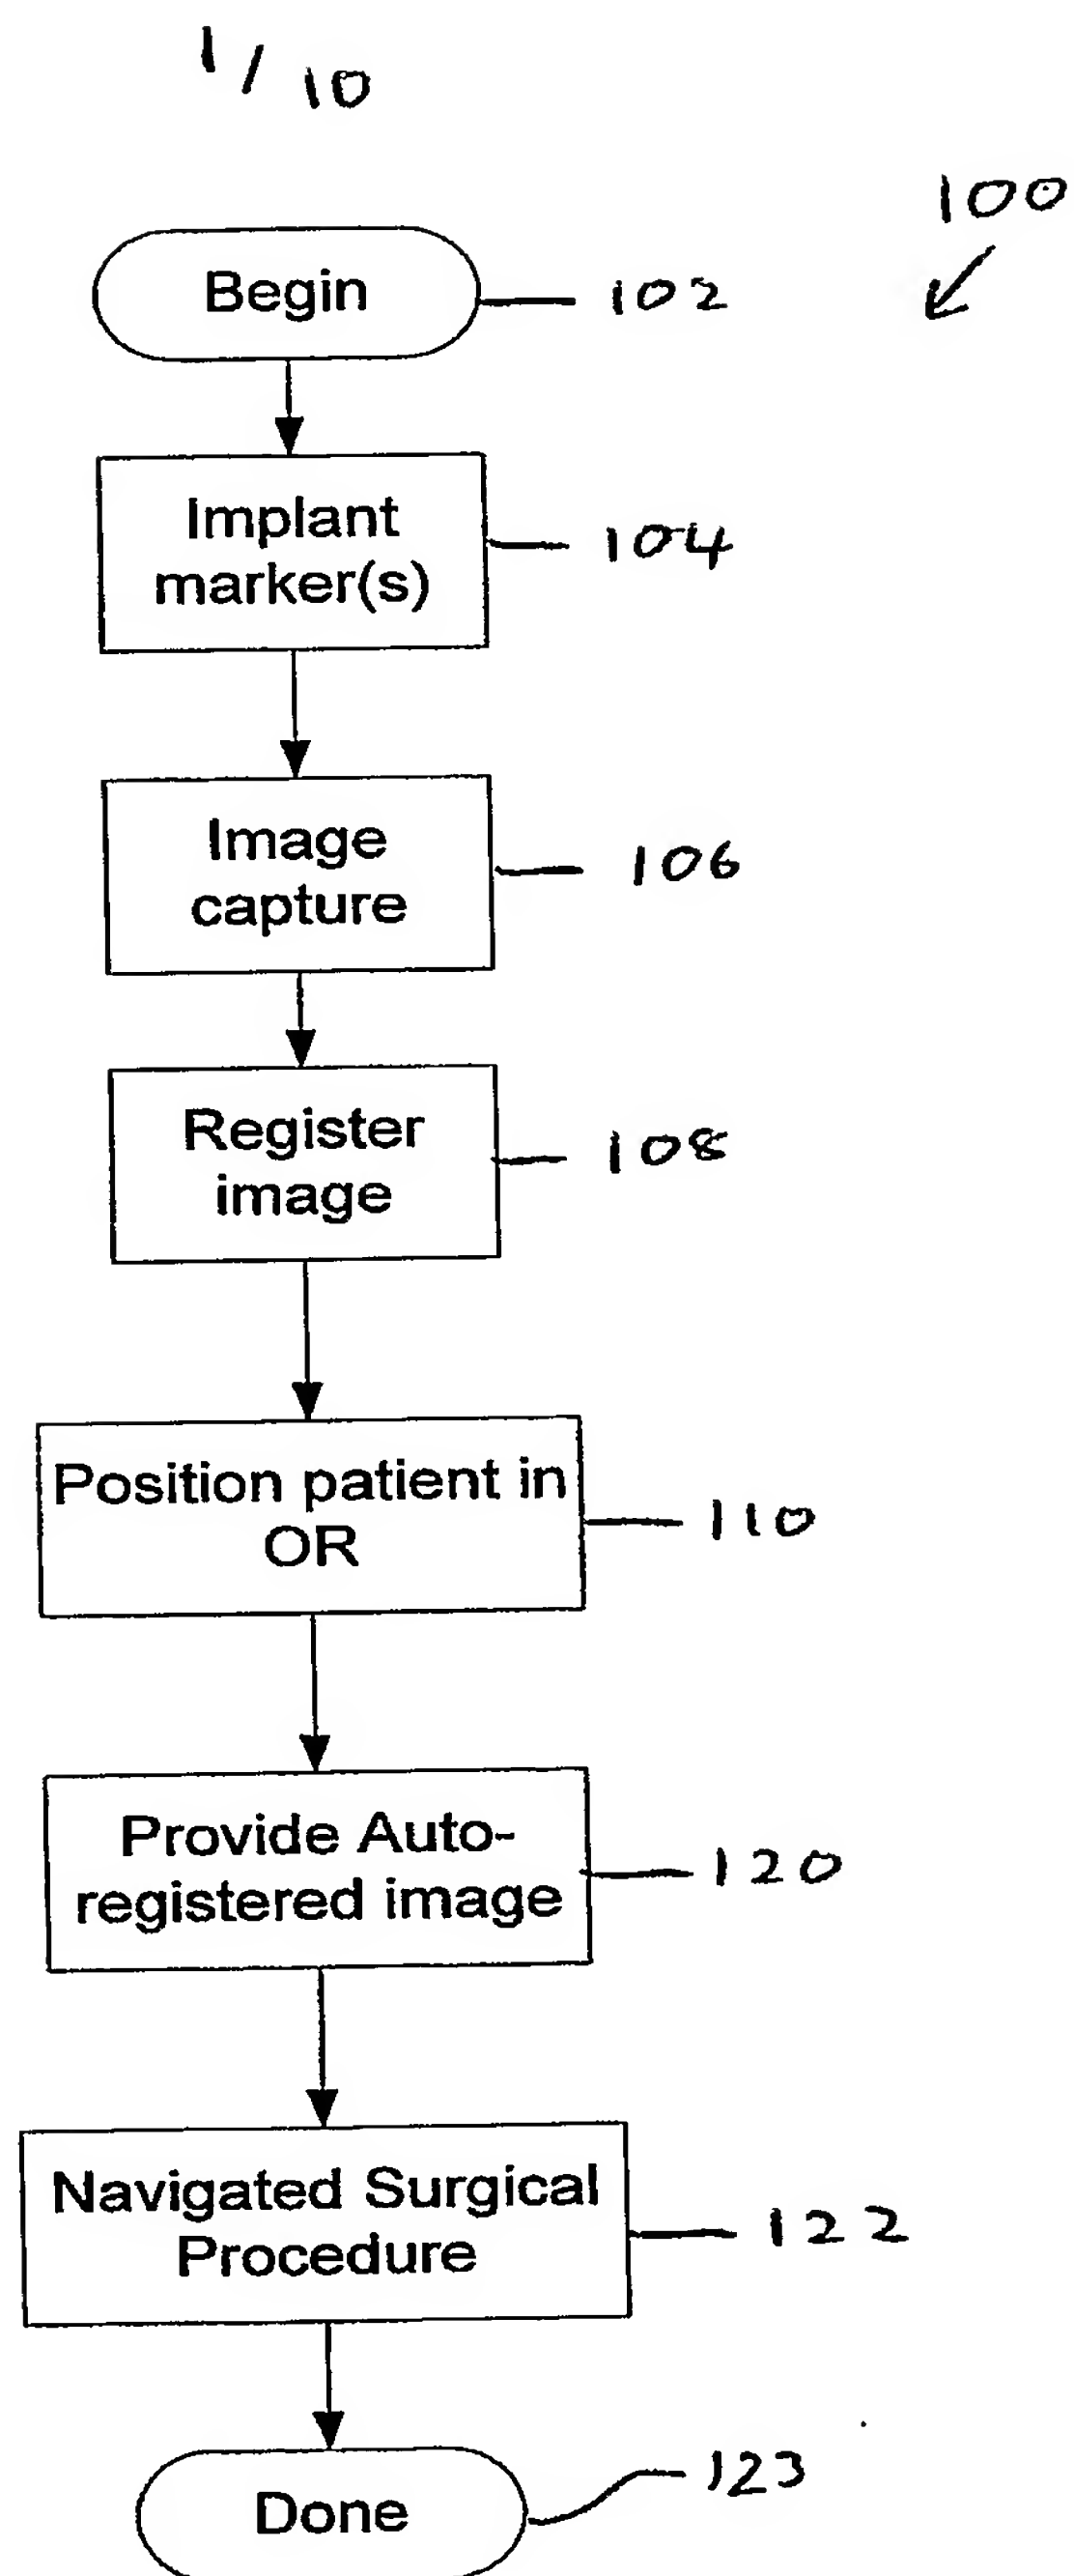 1/10
100
Begin
102
Implant
marker(s)
104
Image
capture
106
Register
image
108
Position patient in
OR
110
Provide Auto-
registered image
120
Navigated Surgical
Procedure
122
Done
123